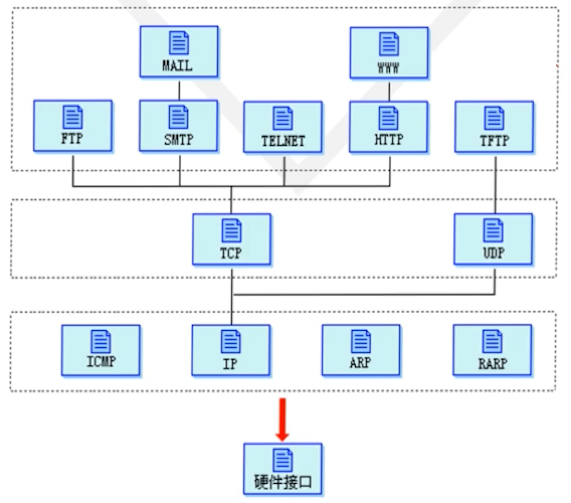 MAIL
WWW
FTP
SMTP
TELNET
HTTP
TFTP
TCP
UDP
ICMP
IP
ARP
RARP
硬件接口